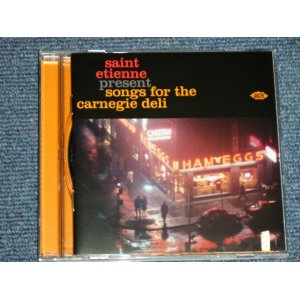 saint
etienne
present
songs for the
carnegie deli
ACE
HAM•EGGS